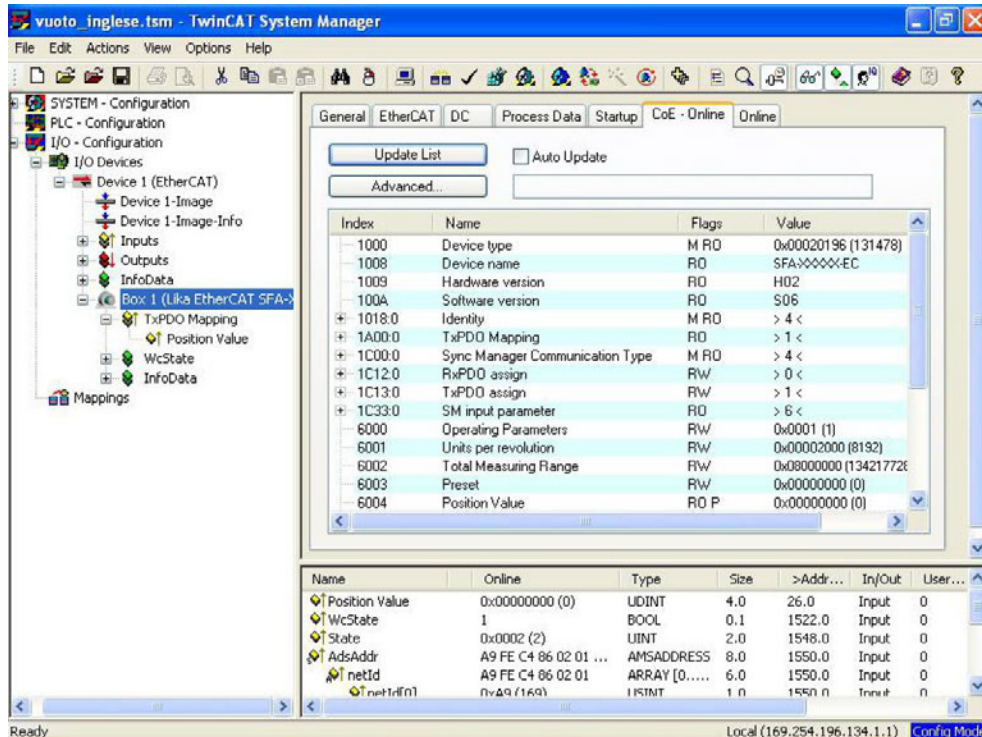 vuoto_inglese.tsm - TwinCAT System Manager
File Edit Actions View Options Help
SYSTEM - Configuration
PLC - Configuration
I/O - Configuration
I/O Devices
Device 1 (EtherCAT)
Device 1-Image
Device 1-Image-Info
Inputs
Outputs
InfoData
Box 1 (Lika EtherCAT SFA-X
TxPDO Mapping
Position Value
WcState
InfoData
Mappings
General EtherCAT DC Process Data Startup CoE - Online Online
Update List Auto Update
Advanced...
Index Name Flags Value
1000 Device type M RO 0x00020196 (131478)
1008 Device name RO SFA-XXXXX-EC
1009 Hardware version RO H02
100A Software version RO S06
1018:0 Identity M RO > 4 <
1A00:0 TxPDO Mapping RO > 1 <
1C00:0 Sync Manager Communication Type M RO > 4 <
1C12:0 RxPDO assign RW > 0 <
1C13:0 TxPDO assign RW > 1 <
1C33:0 SM input parameter RO > 6 <
6000 Operating Parameters RW 0x0001 (1)
6001 Units per revolution RW 0x00002000 (8192)
6002 Total Measuring Range RW 0x08000000 (134217728
6003 Preset RW 0x00000000 (0)
6004 Position Value RO P 0x00000000 (0)
Name Online Type Size >Addr... In/Out User...
Position Value 0x00000000 (0) UDINT 4.0 26.0 Input 0
WcState 1 BOOL 0.1 1522.0 Input 0
State 0x0002 (2) UINT 2.0 1548.0 Input 0
AdsAddr A9 FE C4 86 02 01 ... AMSADDRESS 8.0 1550.0 Input 0
netId A9 FE C4 86 02 01 ARRAY [0..... 6.0 1550.0 Input 0
netId[0] 0xA9 (169) USINT 1.0 1550.0 Input 0
Ready Local (169.254.196.134.1.1) Config Mode